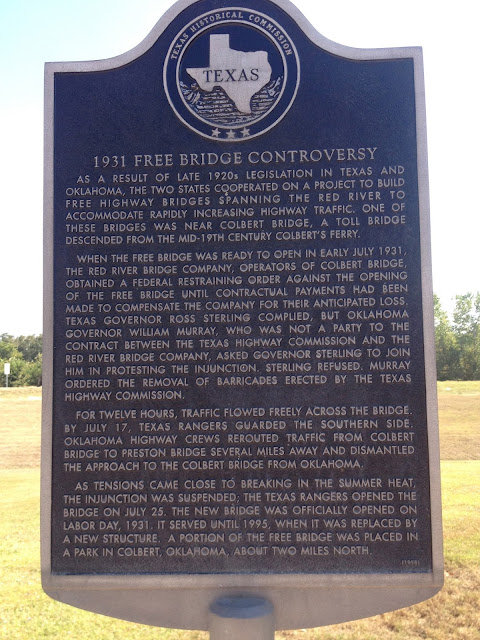 TEXAS HISTORICAL COMMISSION
TEXAS
1931 FREE BRIDGE CONTROVERSY
AS A RESULT OF LATE 1920s LEGISLATION IN TEXAS AND
OKLAHOMA, THE TWO STATES COOPERATED ON A PROJECT TO BUILD
FREE HIGHWAY BRIDGES SPANNING THE RED RIVER TO
ACCOMMODATE RAPIDLY INCREASING HIGHWAY TRAFFIC. ONE OF
THESE BRIDGES WAS NEAR COLBERT BRIDGE, A TOLL BRIDGE
DESCENDED FROM THE MID-19TH CENTURY COLBERT'S FERRY.
WHEN THE FREE BRIDGE WAS READY TO OPEN IN EARLY JULY 1931,
THE RED RIVER BRIDGE COMPANY, OPERATORS OF COLBERT BRIDGE,
OBTAINED A FEDERAL RESTRAINING ORDER AGAINST THE OPENING
OF THE FREE BRIDGE UNTIL CONTRACTUAL PAYMENTS HAD BEEN
MADE TO COMPENSATE THE COMPANY FOR THEIR ANTICIPATED LOSS.
TEXAS GOVERNOR ROSS STERLING COMPLIED, BUT OKLAHOMA
GOVERNOR WILLIAM MURRAY, WHO WAS NOT A PARTY TO THE
CONTRACT BETWEEN THE TEXAS HIGHWAY COMMISSION AND THE
RED RIVER BRIDGE COMPANY, ASKED GOVERNOR STERLING TO JOIN
HIM IN PROTESTING THE INJUNCTION. STERLING REFUSED. MURRAY
ORDERED THE REMOVAL OF BARRICADES ERECTED BY THE TEXAS
HIGHWAY COMMISSION.
FOR TWELVE HOURS, TRAFFIC FLOWED FREELY ACROSS THE BRIDGE.
BY JULY 17, TEXAS RANGERS GUARDED THE SOUTHERN SIDE.
OKLAHOMA HIGHWAY CREWS REROUTED TRAFFIC FROM COLBERT
BRIDGE TO PRESTON BRIDGE SEVERAL MILES AWAY AND DISMANTLED
THE APPROACH TO THE COLBERT BRIDGE FROM OKLAHOMA.
AS TENSIONS CAME CLOSE TO BREAKING IN THE SUMMER HEAT,
THE INJUNCTION WAS SUSPENDED; THE TEXAS RANGERS OPENED THE
BRIDGE ON JULY 25. THE NEW BRIDGE WAS OFFICIALLY OPENED ON
LABOR DAY, 1931. IT SERVED UNTIL 1995, WHEN IT WAS REPLACED BY
A NEW STRUCTURE. A PORTION OF THE FREE BRIDGE WAS PLACED IN
A PARK IN COLBERT, OKLAHOMA, ABOUT TWO MILES NORTH.